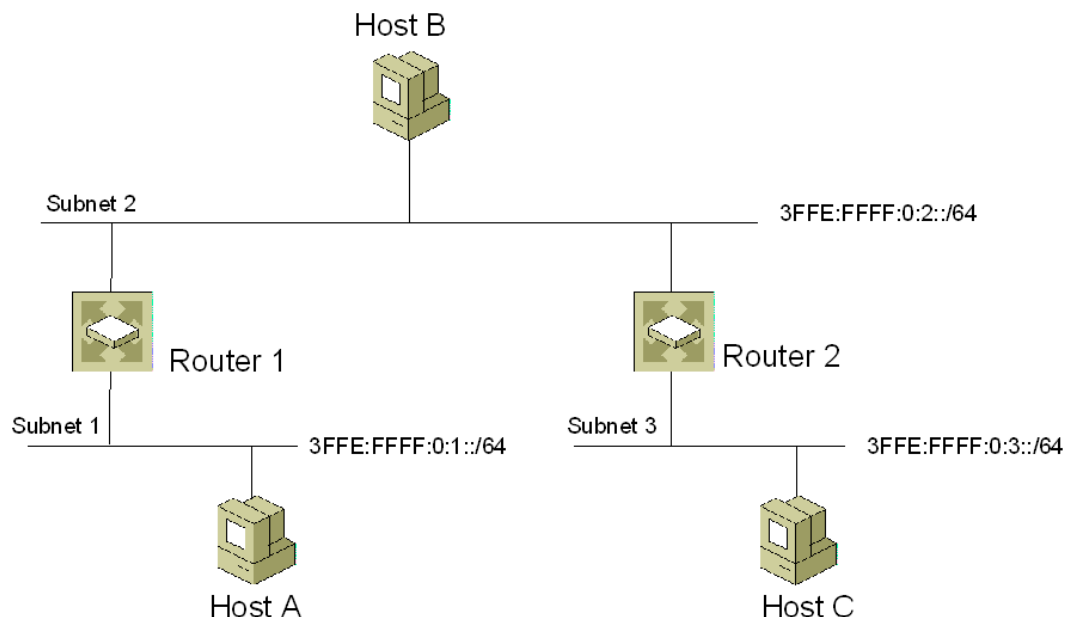 Host B
Subnet 2
3FFE:FFFF:0:2::/64
Router 1
Router 2
Subnet 1
3FFE:FFFF:0:1::/64
Subnet 3
3FFE:FFFF:0:3::/64
Host A
Host C